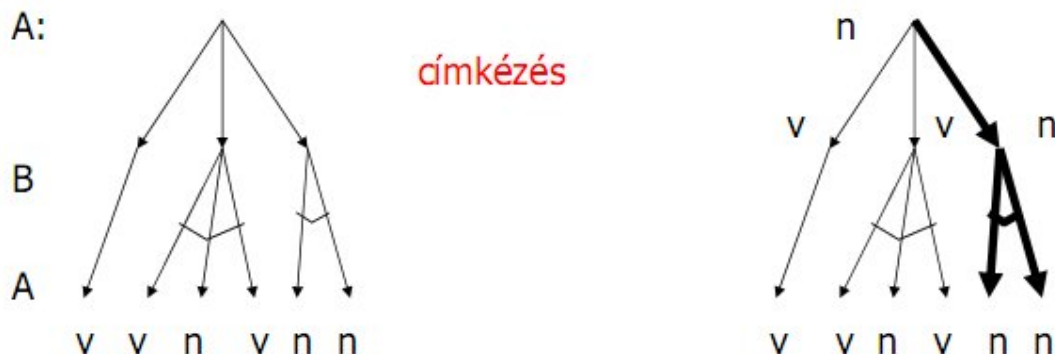 A:
n
címkézés
v v n
B
A
v v n v n n
v v n v n n